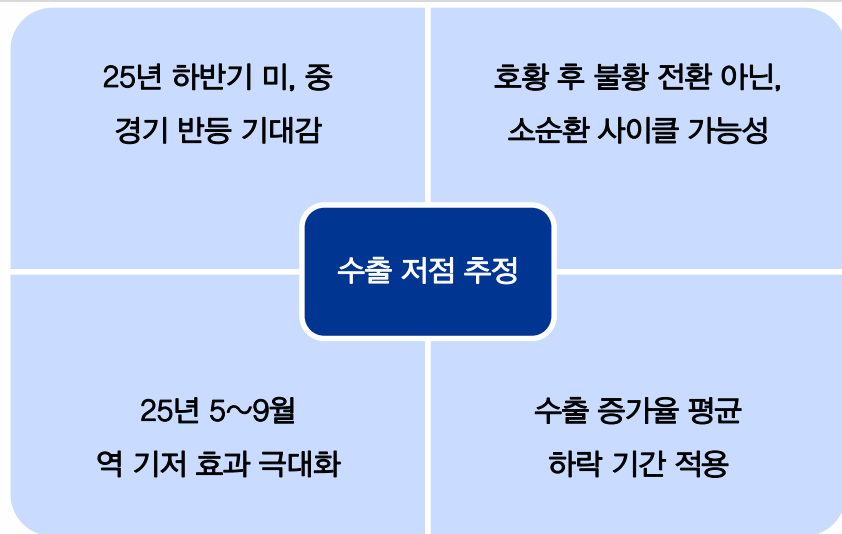 25년 하반기 미, 중
경기 반등 기대감
호황 후 불황 전환 아닌,
소순환 사이클 가능성
수출 저점 추정
25년 5~9월
역 기저 효과 극대화
수출 증가율 평균
하락 기간 적용